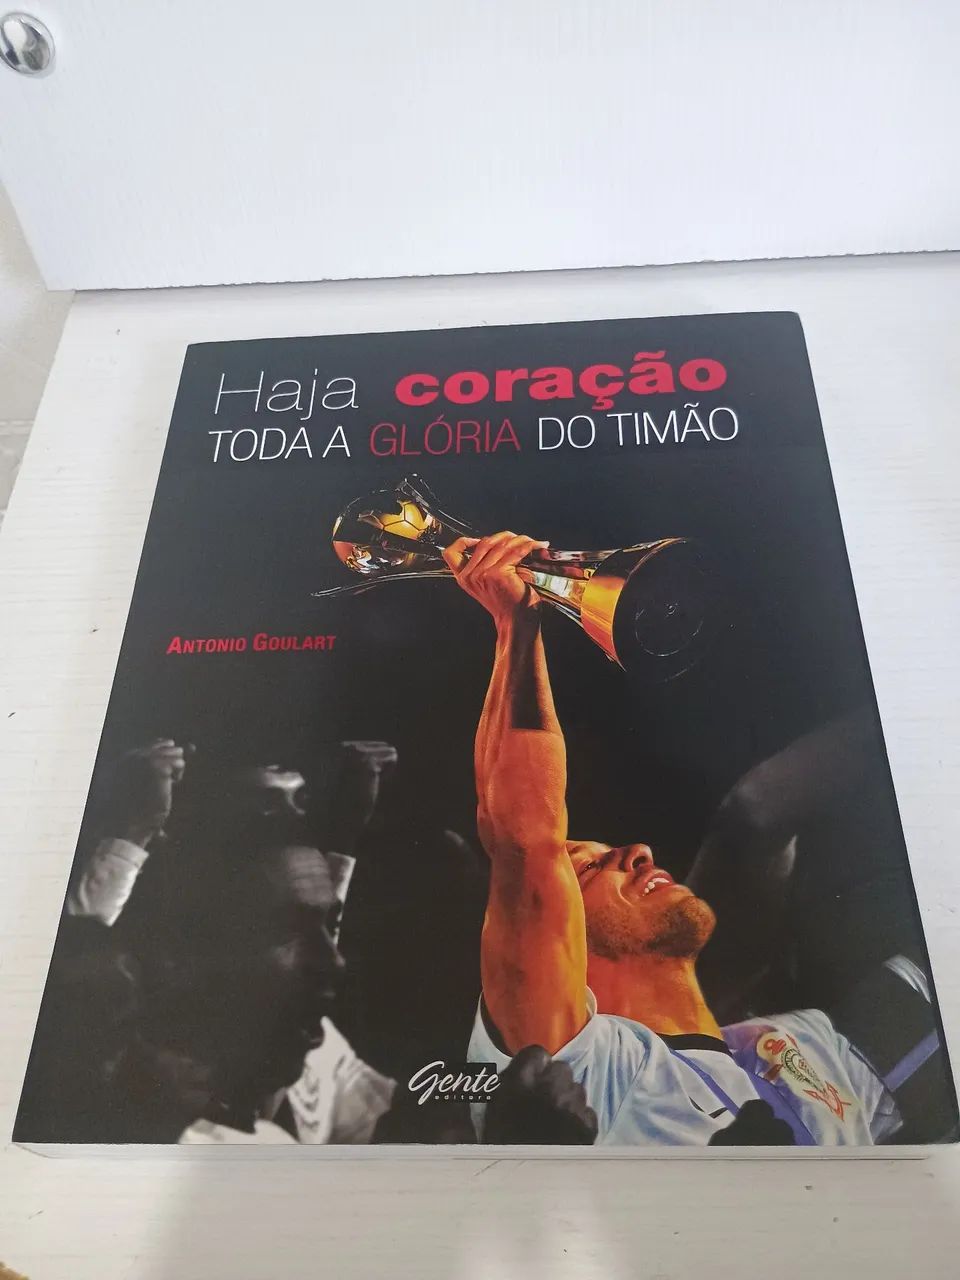 Haja coração
TODA A GLÓRIA DO TIMÃO
ANTONIO GOULART
Gente
editora